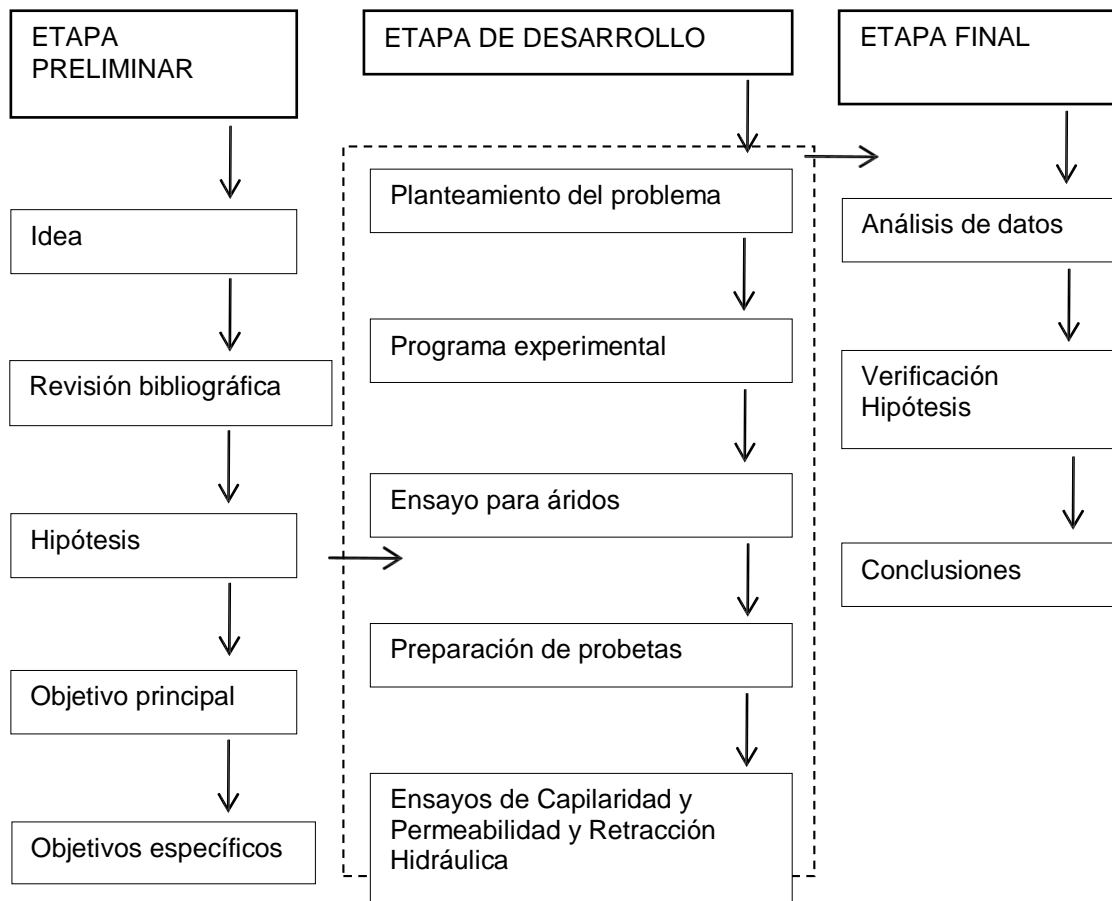 ETAPA
PRELIMINAR
Idea
Revisión bibliográfica
Hipótesis
Objetivo principal
Objetivos específicos
ETAPA DE DESARROLLO
Planteamiento del problema
Programa experimental
Ensayo para áridos
Preparación de probetas
Ensayos de Capilaridad y
Permeabilidad y Retracción
Hidráulica
ETAPA FINAL
Análisis de datos
Verificación
Hipótesis
Conclusiones